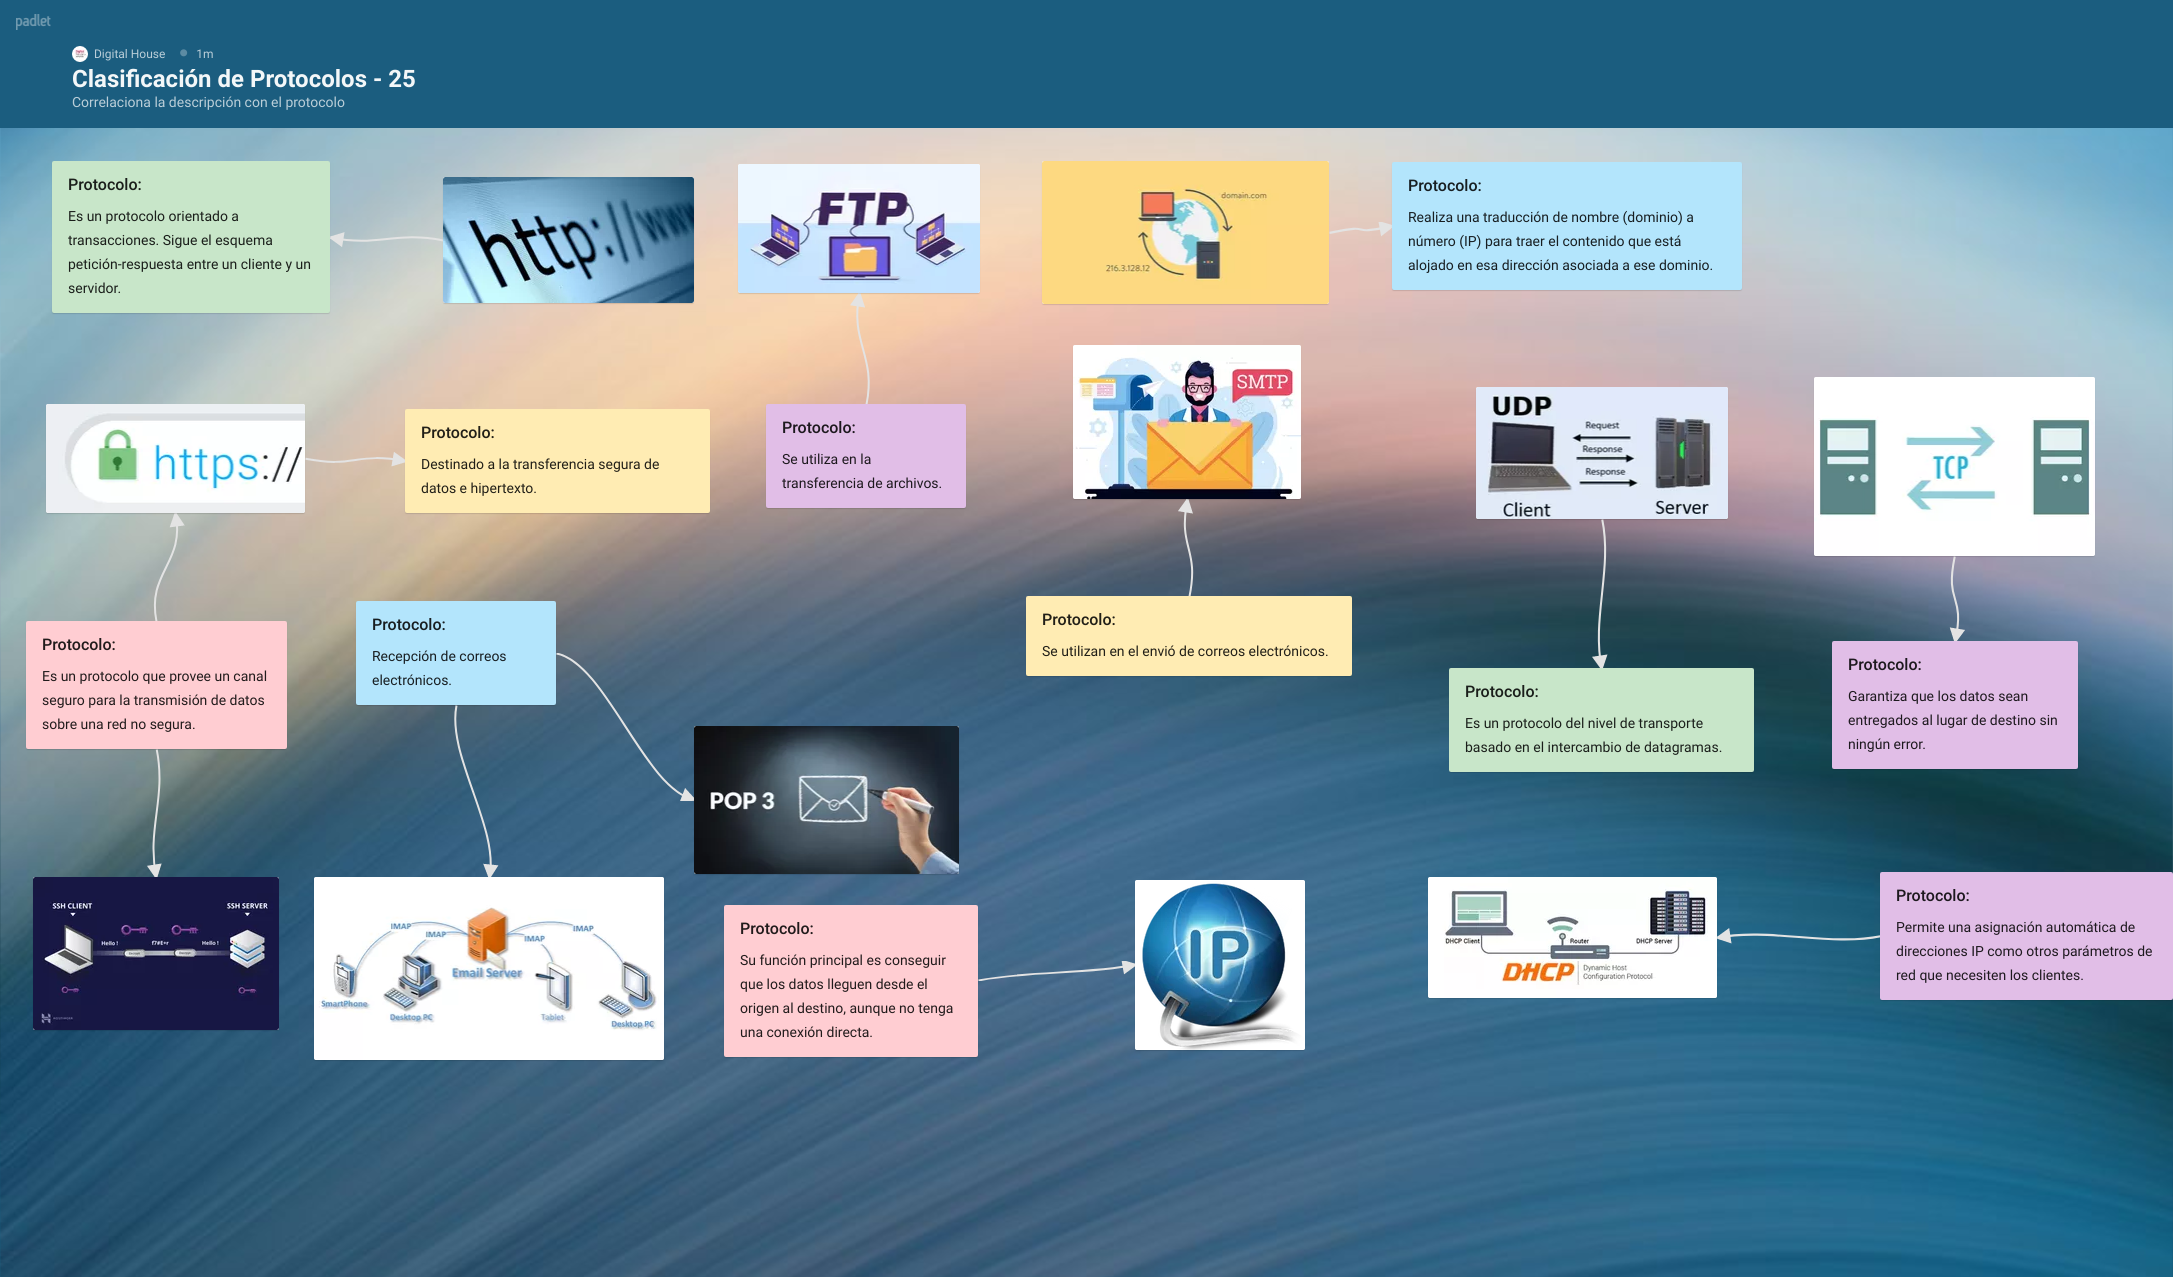 padlet
Digital House 1m
Clasificación de Protocolos - 25
Correlaciona la descripción con el protocolo
Protocolo:
Es un protocolo orientado a
transacciones. Sigue el esquema
petición-respuesta entre un cliente y un
servidor.
http://www
FTP
domain.com
216.3.128.12
Protocolo:
Realiza una traducción de nombre (dominio) a
número (IP) para traer el contenido que está
alojado en esa dirección asociada a ese dominio.
https://
Protocolo:
Destinado a la transferencia segura de
datos e hipertexto.
Protocolo:
Se utiliza en la
transferencia de archivos.
SMTP
UDP
Request
Response
Response
Client
Server
TCP
Protocolo:
Es un protocolo que provee un canal
seguro para la transmisión de datos
sobre una red no segura.
Protocolo:
Recepción de correos
electrónicos.
Protocolo:
Se utilizan en el envió de correos electrónicos.
Protocolo:
Es un protocolo del nivel de transporte
basado en el intercambio de datagramas.
Protocolo:
Garantiza que los datos sean
entregados al lugar de destino sin
ningún error.
POP 3
SSH CLIENT
SSH SERVER
Hello !
Hello !
IMAP
IMAP
IMAP
IMAP
Email Server
SmartPhone
Desktop PC
Tablet
Desktop PC
Protocolo:
Su función principal es conseguir
que los datos lleguen desde el
origen al destino, aunque no tenga
una conexión directa.
IP
DHCP Client
Router
DHCP Server
DHCP
Dynamic Host
Configuration Protocol
Protocolo:
Permite una asignación automática de
direcciones IP como otros parámetros de
red que necesiten los clientes.